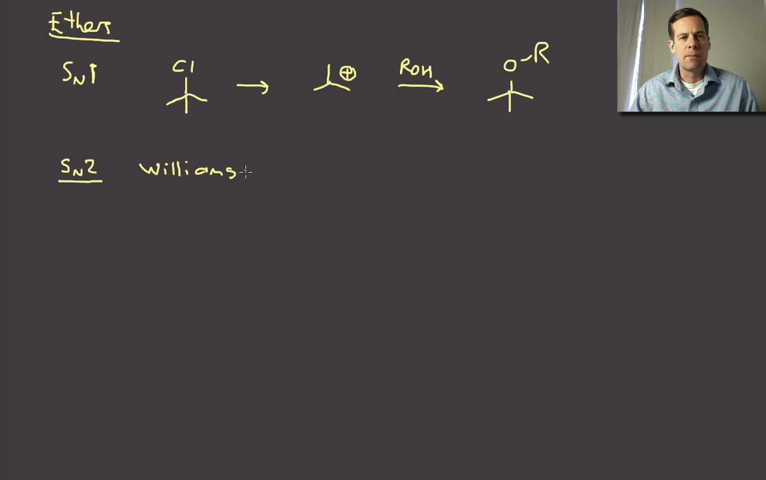 Ethers
SN1 Cl ⊕ ROH O-R
SN2 Williams